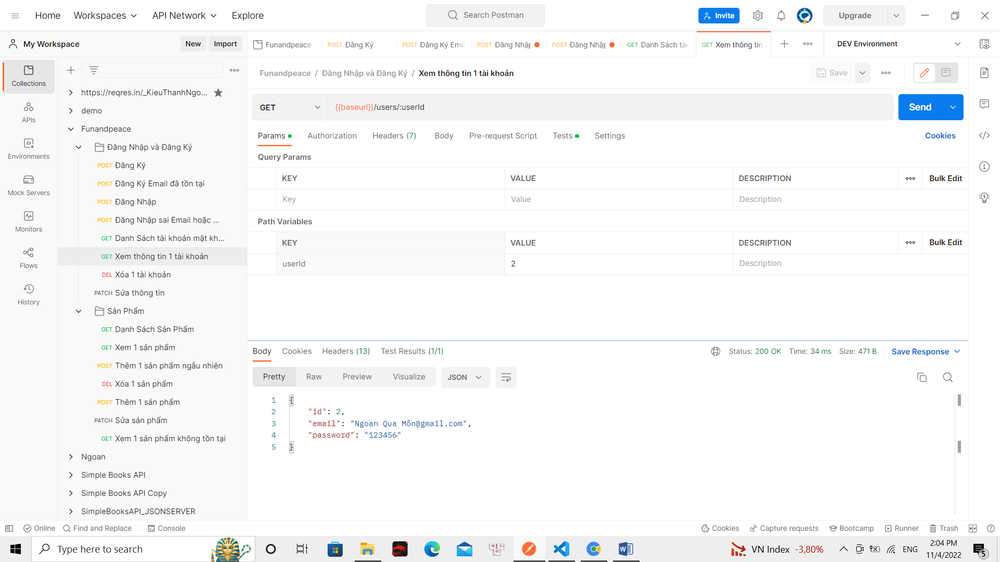 Home Workspaces API Network Explore Search Postman Invite Upgrade
My Workspace New Import
Funandpeace POST Đăng Ký POST Đăng Ký Ema POST Đăng Nhập POST Đăng Nhập GET Danh Sách tài GET Xem thông tin DEV Environment
Collections
APIs
Environments
Mock Servers
Monitors
Flows
History
https://reqres.in/_KieuThanhNgo...
demo
Funandpeace
Đăng Nhập và Đăng Ký
POST Đăng Ký
POST Đăng Ký Email đã tồn tại
POST Đăng Nhập
POST Đăng Nhập sai Email hoặc ...
GET Danh Sách tài khoản mật kh...
GET Xem thông tin 1 tài khoản
DEL Xóa 1 tài khoản
PATCH Sửa thông tin
Sản Phẩm
GET Danh Sách Sản Phẩm
GET Xem 1 sản phẩm
POST Thêm 1 sản phẩm ngẫu nhiên
DEL Xóa 1 sản phẩm
POST Thêm 1 sản phẩm
PATCH Sửa sản phẩm
GET Xem 1 sản phẩm không tồn tại
Ngoan
Simple Books API
Simple Books API Copy
SimpleBooksAPI_JSONSERVER
Funandpeace / Đăng Nhập và Đăng Ký / Xem thông tin 1 tài khoản Save
GET {{baseurl}}/users/:userId Send
Params Authorization Headers (7) Body Pre-request Script Tests Settings Cookies
Query Params
KEY VALUE DESCRIPTION Bulk Edit
Key Value Description
Path Variables
KEY VALUE DESCRIPTION Bulk Edit
userId 2 Description
Body Cookies Headers (13) Test Results (1/1) Status: 200 OK Time: 34 ms Size: 471 B Save Response
Pretty Raw Preview Visualize JSON
1 {
2 "id": 2,
3 "email": "Ngoan Qua Môn@gmail.com",
4 "password": "123456"
5 }
Online Find and Replace Console Cookies Capture requests Bootcamp Runner Trash
Type here to search VN Index -3,80% ENG 2:04 PM
11/4/2022 5